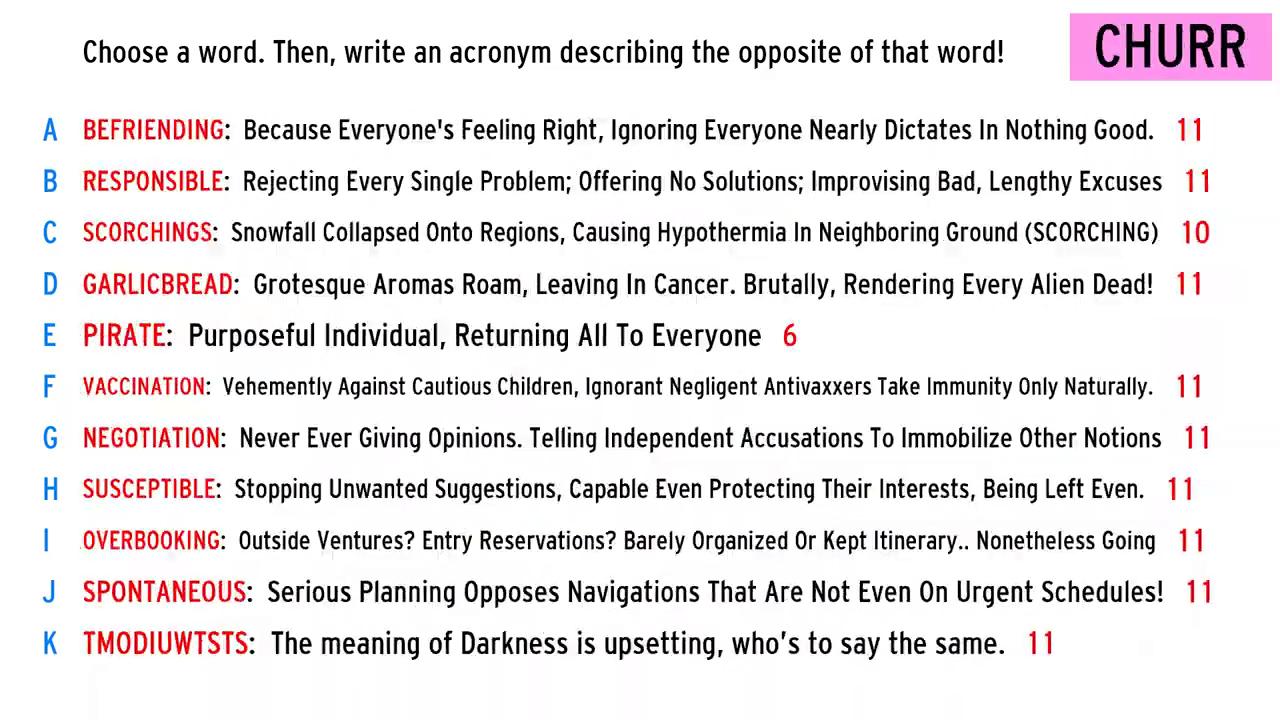 Choose a word. Then, write an acronym describing the opposite of that word!
CHURR
A BEFRIENDING: Because Everyone's Feeling Right, Ignoring Everyone Nearly Dictates In Nothing Good. 11
B RESPONSIBLE: Rejecting Every Single Problem; Offering No Solutions; Improvising Bad, Lengthy Excuses 11
C SCORCHINGS: Snowfall Collapsed Onto Regions, Causing Hypothermia In Neighboring Ground (SCORCHING) 10
D GARLICBREAD: Grotesque Aromas Roam, Leaving In Cancer. Brutally, Rendering Every Alien Dead! 11
E PIRATE: Purposeful Individual, Returning All To Everyone 6
F VACCINATION: Vehemently Against Cautious Children, Ignorant Negligent Antivaxxers Take Immunity Only Naturally. 11
G NEGOTIATION: Never Ever Giving Opinions. Telling Independent Accusations To Immobilize Other Notions 11
H SUSCEPTIBLE: Stopping Unwanted Suggestions, Capable Even Protecting Their Interests, Being Left Even. 11
I OVERBOOKING: Outside Ventures? Entry Reservations? Barely Organized Or Kept Itinerary.. Nonetheless Going 11
J SPONTANEOUS: Serious Planning Opposes Navigations That Are Not Even On Urgent Schedules! 11
K TMODIUWTSTS: The meaning of Darkness is upsetting, who's to say the same. 11